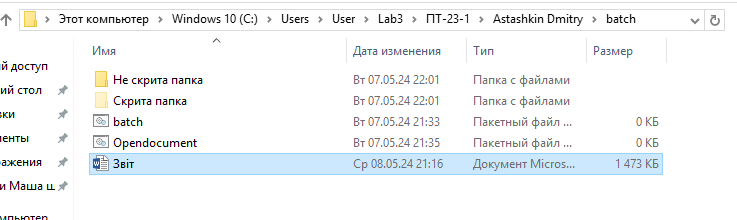 Этот компьютер > Windows 10 (C:) > Users > User > Lab3 > ПТ-23-1 > Astashkin Dmitry > batch
Имя Дата изменения Тип Размер
й доступ
Не скрита папка Вт 07.05.24 22:01 Папка с файлами
ий стол
Скрита папка Вт 07.05.24 22:01 Папка с файлами
вки
batch Вт 07.05.24 21:33 Пакетный файл ... 0 КБ
менты
Opendocument Вт 07.05.24 21:35 Пакетный файл ... 0 КБ
ражения
Звіт Ср 08.05.24 21:16 Документ Micros... 1 473 КБ
и Маша ш